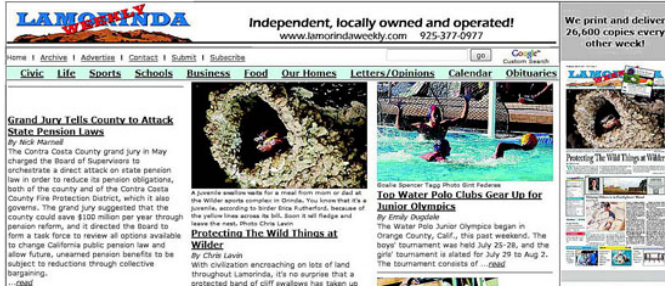 LAMORINDA
WEEKLY
Independent, locally owned and operated!
www.lamorindaweekly.com 925-377-0977
We print and deliver
26,600 copies every
other week!
Home | Archive | Advertise | Contact | Submit | Subscribe
go
Google
Custom Search
Civic Life Sports Schools Business Food Our Homes Letters/Opinions Calendar Obituaries
Grand Jury Tells County to Attack
State Pension Laws
By Nick Marnell
The Contra Costa County grand jury in May
charged the Board of Supervisors to
orchestrate a direct attack on state pension
law in order to reduce its pension obligations,
both of the county and of the Contra Costa
County Fire Protection District, which it also
governs. The grand jury suggested that the
county could save $100 million per year through
pension reform, and it directed the Board to
form a task force to review all options available
to change California public pension law and
allow future, unearned pension benefits to be
subject to reductions through collective
bargaining.
...read
A juvenile swallow waits for a meal from mom or dad at
the Wilder sports complex in Orinda. You know that it's a
juvenile, according to birder Erica Rutherford, because of
the yellow lines across its bill. Soon it will fledge and
leave the nest. Photo Chris Lavin
Protecting The Wild Things at
Wilder
By Chris Lavin
With civilization encroaching on lots of land
throughout Lamorinda, it's no surprise that a
protected band of cliff swallows has taken up
Goalie Spencer Tagg Photo Gint Federas
Top Water Polo Clubs Gear Up for
Junior Olympics
By Emily Dugdale
The Water Polo Junior Olympics began in
Orange County, Calif., this past weekend. The
boys' tournament was held July 25-28, and the
girls' tournament is slated for July 29 to Aug 2.
The tournament consists of ...read
LAMORINDA
Protecting The Wild Things at Wilder